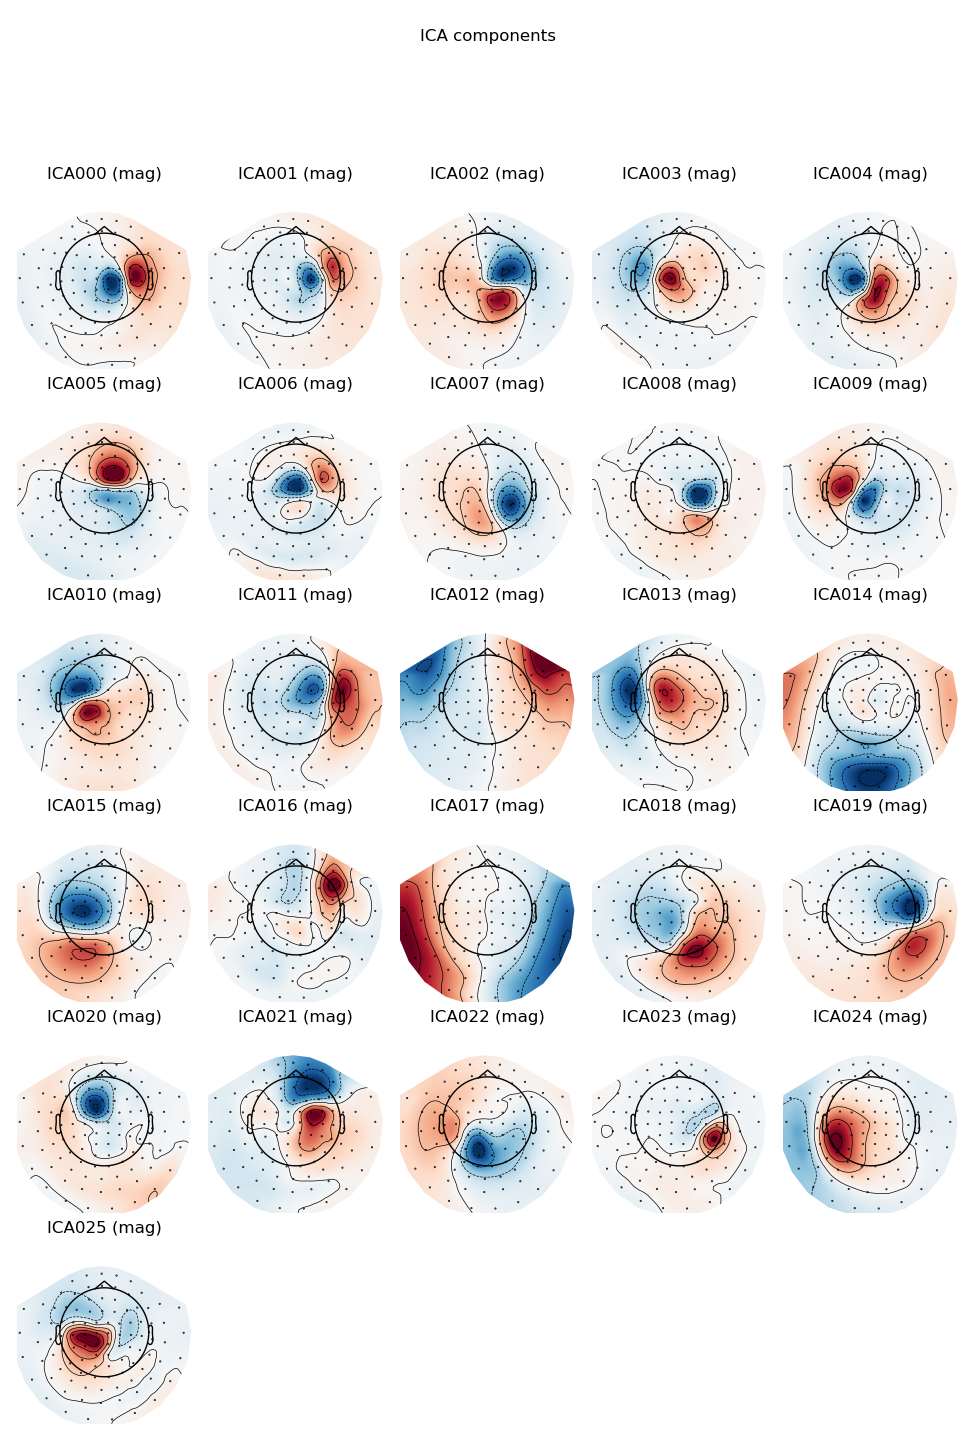 ICA components
ICA000 (mag) ICA001 (mag) ICA002 (mag) ICA003 (mag) ICA004 (mag)
ICA005 (mag) ICA006 (mag) ICA007 (mag) ICA008 (mag) ICA009 (mag)
ICA010 (mag) ICA011 (mag) ICA012 (mag) ICA013 (mag) ICA014 (mag)
ICA015 (mag) ICA016 (mag) ICA017 (mag) ICA018 (mag) ICA019 (mag)
ICA020 (mag) ICA021 (mag) ICA022 (mag) ICA023 (mag) ICA024 (mag)
ICA025 (mag)